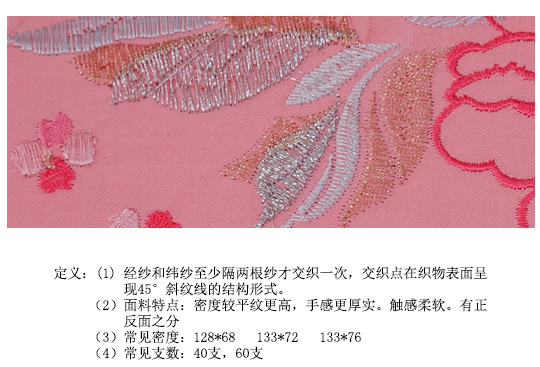 定义：(1) 经纱和纬纱至少隔两根纱才交织一次，交织点在织物表面呈
现45°斜纹线的结构形式。
(2) 面料特点：密度较平纹更高，手感更厚实。触感柔软。有正
反面之分
(3) 常见密度：128*68 133*72 133*76
(4) 常见支数：40支，60支